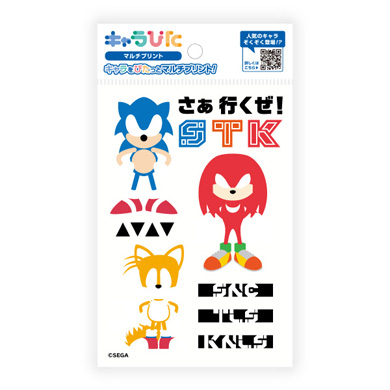 キャラぴた
マルチプリント
キャラをぴたっとマルチプリント!
人気のキャラ
ぞくぞく登場!?
詳しくは
こちら
さぁ 行くぜ!
STK
SNC
TLS
KNLS
©SEGA